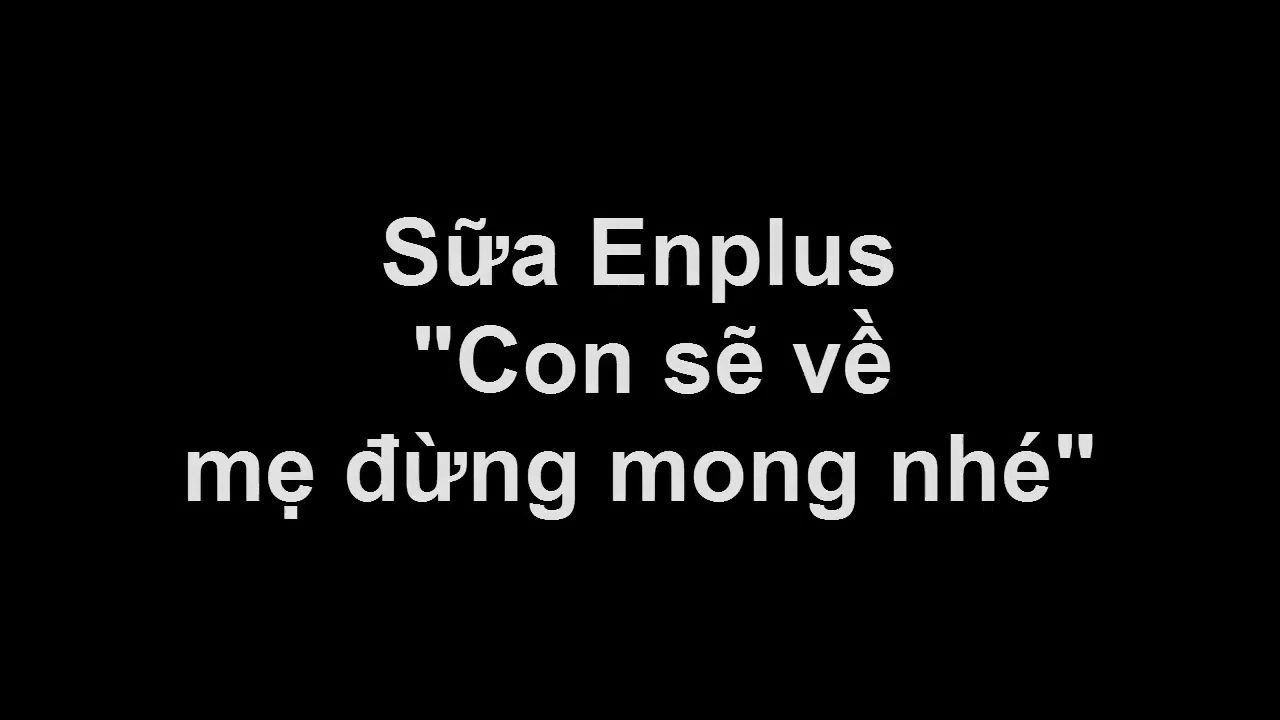 Sữa Enplus
"Con sẽ về
mẹ đừng mong nhé"